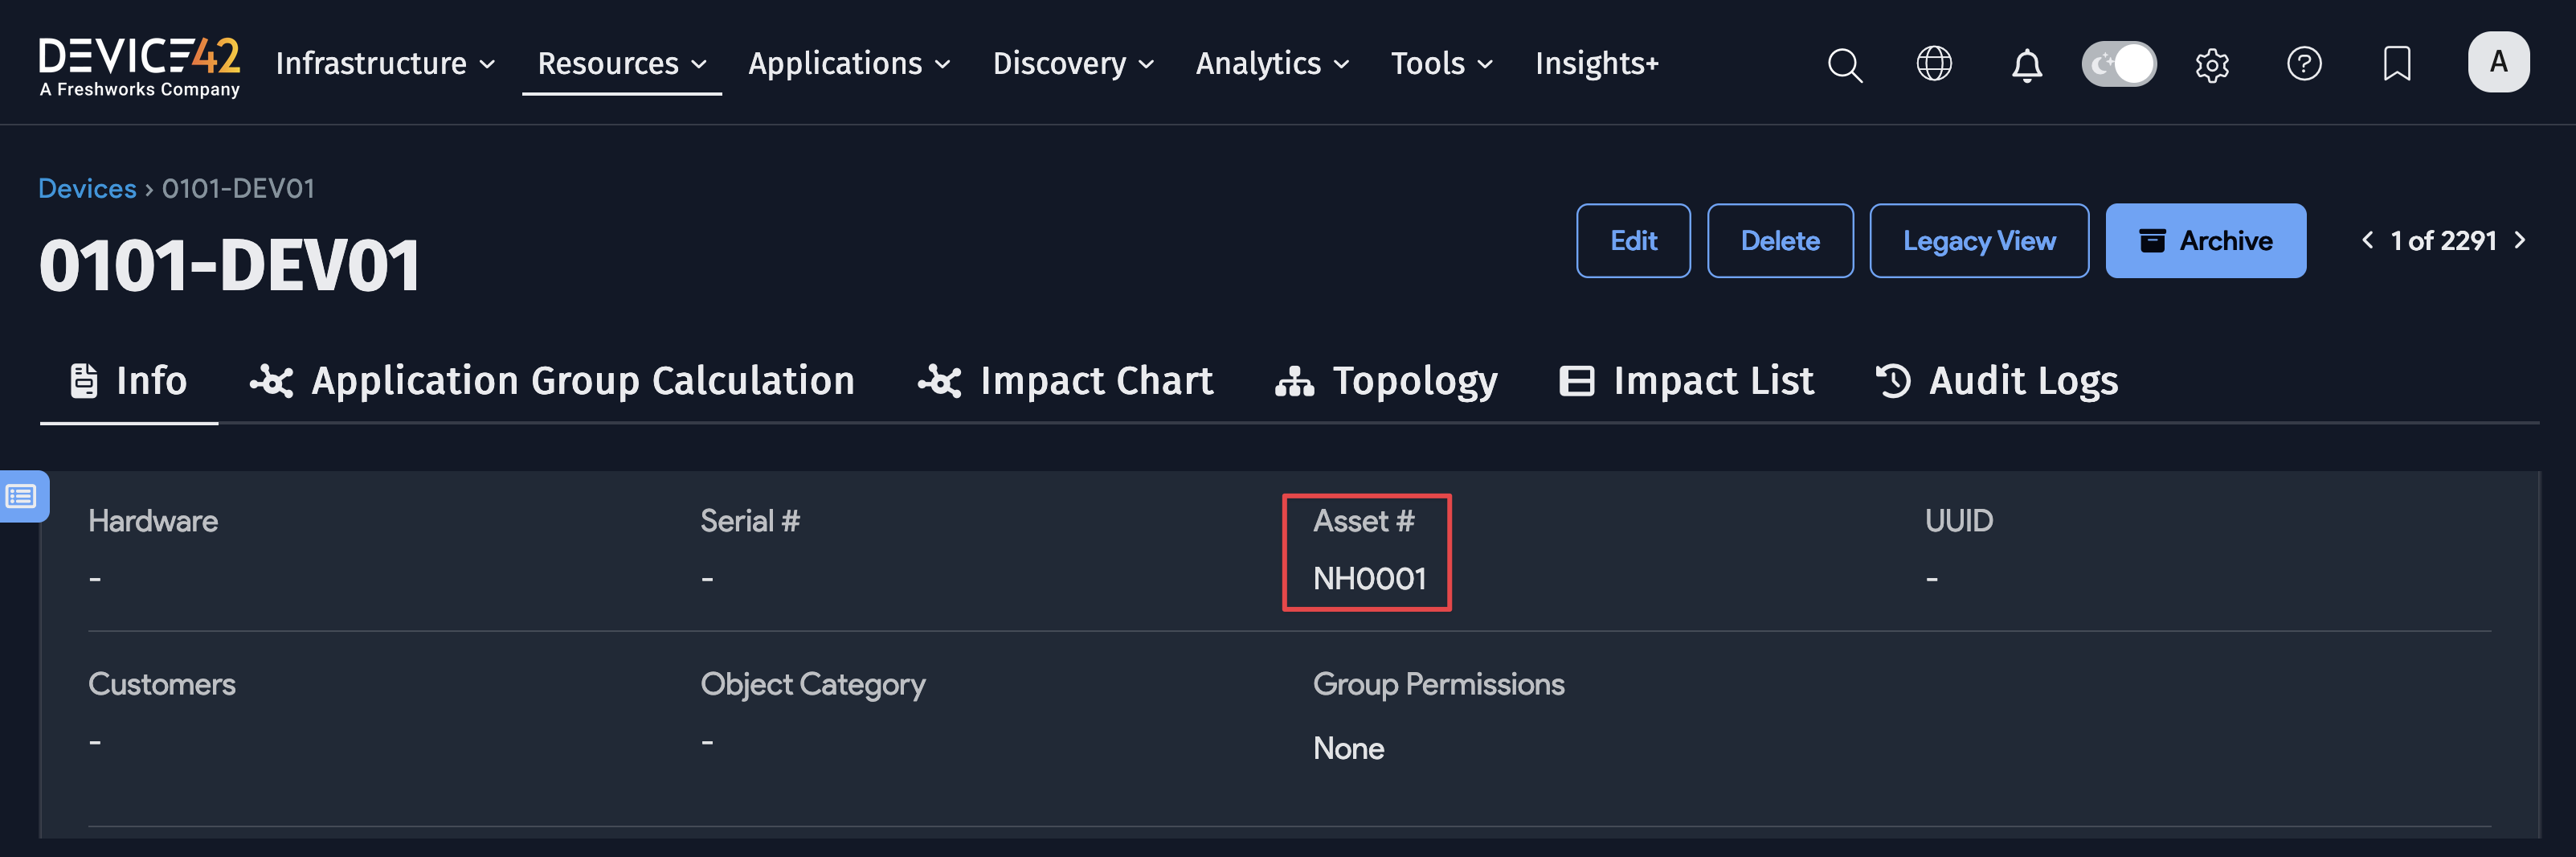 DEVICE42
A Freshworks Company
Infrastructure Resources Applications Discovery Analytics Tools Insights+
A
Devices › 0101-DEV01
0101-DEV01
Edit Delete Legacy View Archive 1 of 2291
Info Application Group Calculation Impact Chart Topology Impact List Audit Logs
Hardware Serial # Asset # UUID
- - NH0001 -
Customers Object Category Group Permissions
- - None